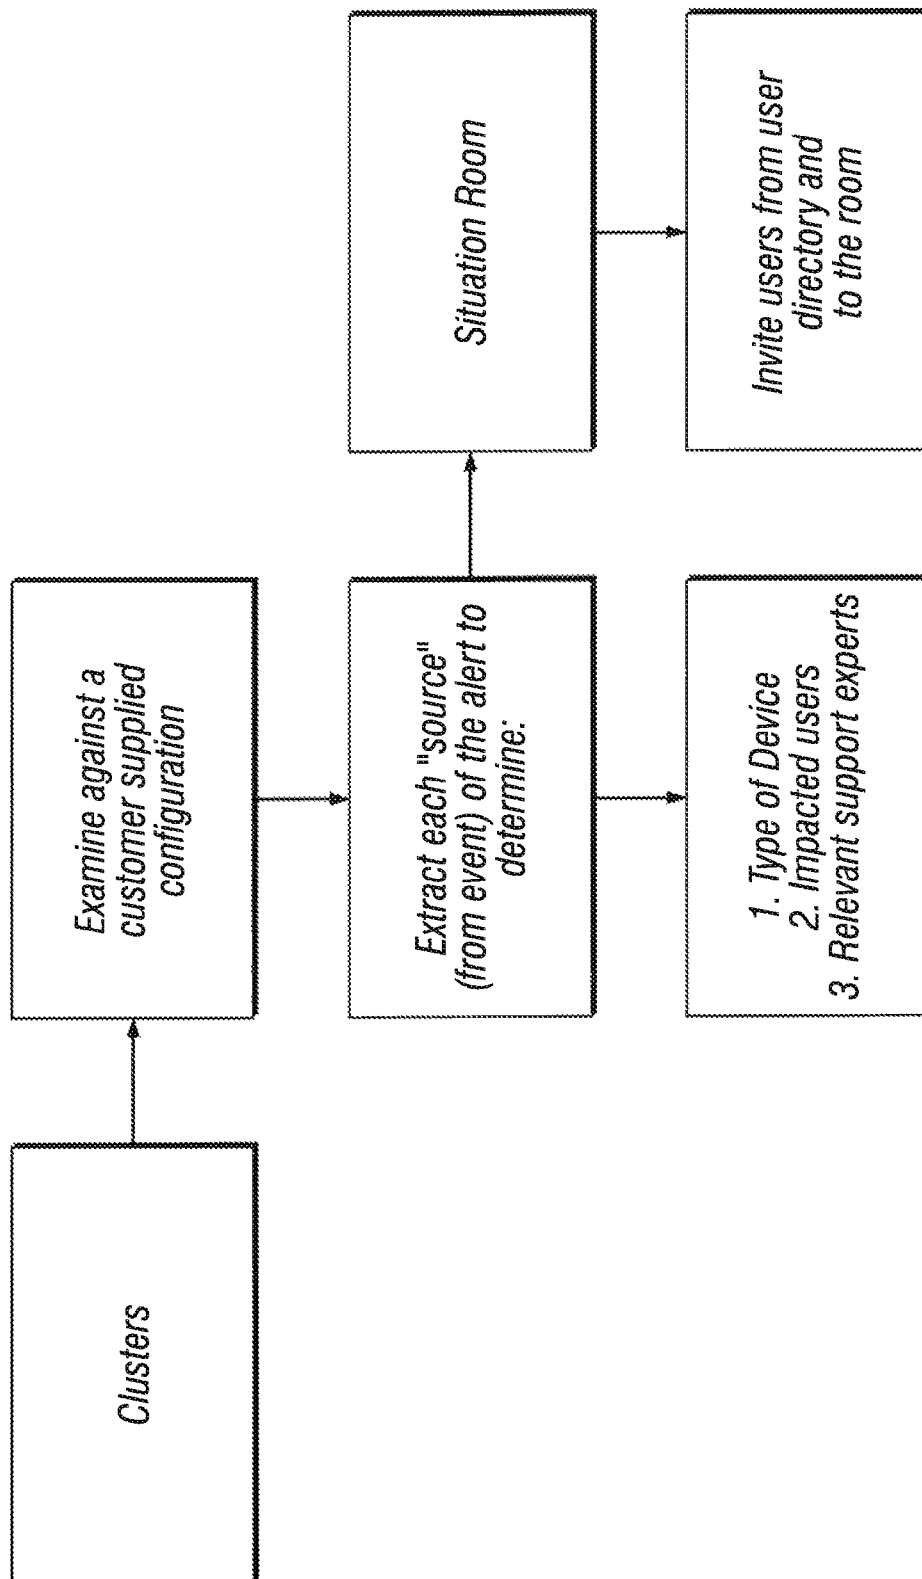 Clusters
Examine against a
customer supplied
configuration
Extract each "source"
(from event) of the alert to
determine:
1. Type of Device
2. Impacted users
3. Relevant support experts
Situation Room
Invite users from user
directory and
to the room